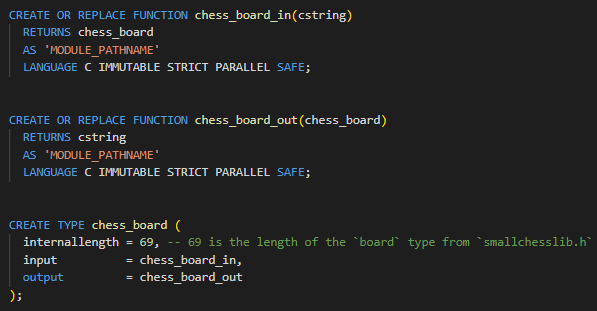 CREATE OR REPLACE FUNCTION chess_board_in(cstring)
  RETURNS chess_board
  AS 'MODULE_PATHNAME'
  LANGUAGE C IMMUTABLE STRICT PARALLEL SAFE;
CREATE OR REPLACE FUNCTION chess_board_out(chess_board)
  RETURNS cstring
  AS 'MODULE_PATHNAME'
  LANGUAGE C IMMUTABLE STRICT PARALLEL SAFE;
CREATE TYPE chess_board (
  internallength = 69, -- 69 is the length of the `board` type from `smallchesslib.h`
  input          = chess_board_in,
  output         = chess_board_out
);